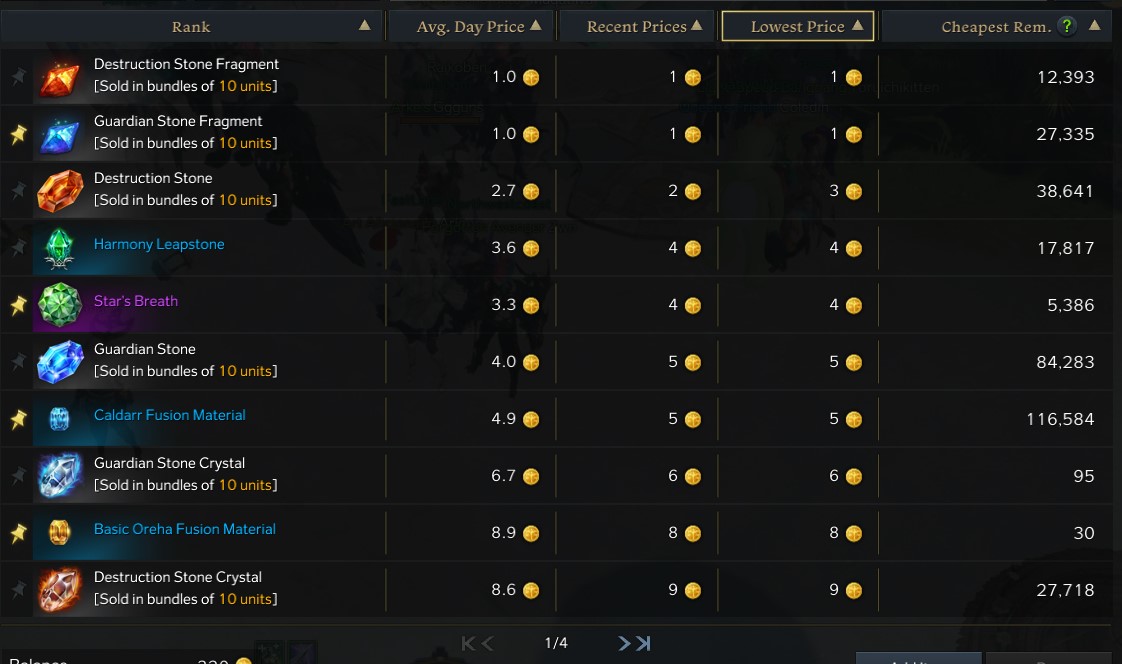 Rank ▲ Avg. Day Price ▲ Recent Prices ▲ Lowest Price ▲ Cheapest Rem. ? ▲
Destruction Stone Fragment
[Sold in bundles of 10 units] 1.0 1 1 12,393
Guardian Stone Fragment
[Sold in bundles of 10 units] 1.0 1 1 27,335
Destruction Stone
[Sold in bundles of 10 units] 2.7 2 3 38,641
Harmony Leapstone 3.6 4 4 17,817
Star's Breath 3.3 4 4 5,386
Guardian Stone
[Sold in bundles of 10 units] 4.0 5 5 84,283
Caldarr Fusion Material 4.9 5 5 116,584
Guardian Stone Crystal
[Sold in bundles of 10 units] 6.7 6 6 95
Basic Oreha Fusion Material 8.9 8 8 30
Destruction Stone Crystal
[Sold in bundles of 10 units] 8.6 9 9 27,718
1/4
Balance